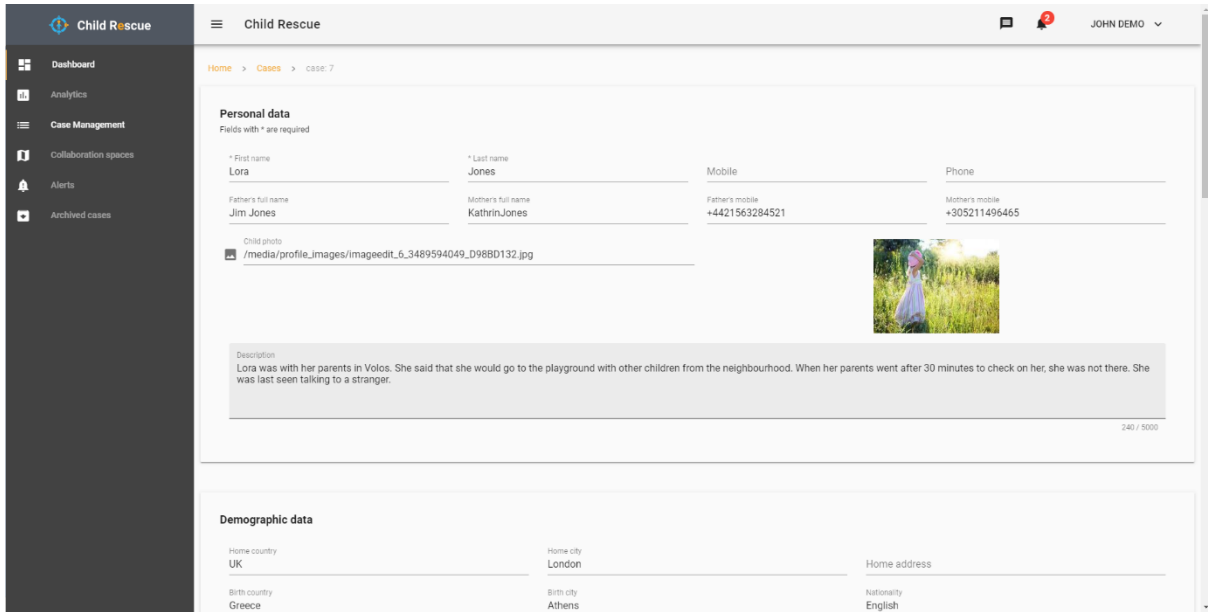 Child Rescue
Child Rescue
2
JOHN DEMO
Dashboard
Analytics
Case Management
Collaboration spaces
Alerts
Archived cases
Home > Cases > case: 7
Personal data
Fields with * are required
* First name
Lora
* Last name
Jones
Mobile
Phone
Father's full name
Jim Jones
Mother's full name
KathrinJones
Father's mobile
+4421563284521
Mother's mobile
+305211496465
Child photo
/media/profile_images/imageedit_6_3489594049_D98BD132.jpg
Description
Lora was with her parents in Volos. She said that she would go to the playground with other children from the neighbourhood. When her parents went after 30 minutes to check on her, she was not there. She
was last seen talking to a stranger.
240 / 5000
Demographic data
Home country
UK
Home city
London
Home address
Birth country
Greece
Birth city
Athens
Nationality
English